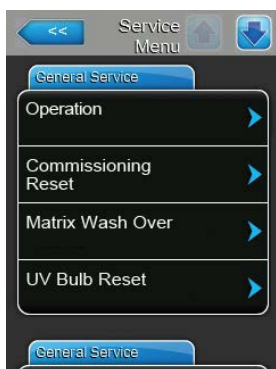 <<
Service
Menu
General Service
Operation
Commissioning
Reset
Matrix Wash Over
UV Bulb Reset
General Service